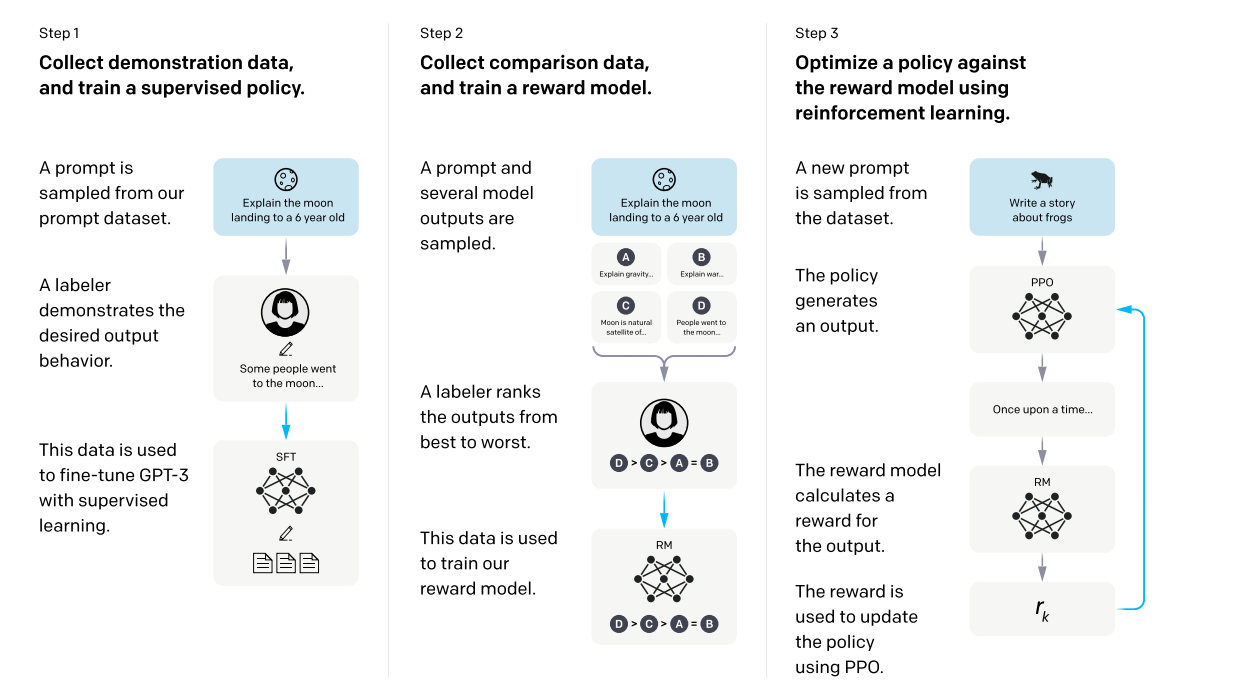 Step 1
Collect demonstration data,
and train a supervised policy.
A prompt is
sampled from our
prompt dataset.
Explain the moon
landing to a 6 year old
A labeler
demonstrates the
desired output
behavior.
Some people went
to the moon...
This data is used
to fine-tune GPT-3
with supervised
learning.
SFT
Step 2
Collect comparison data,
and train a reward model.
A prompt and
several model
outputs are
sampled.
Explain the moon
landing to a 6 year old
A
Explain gravity...
B
Explain war...
C
Moon is natural
satellite of...
D
People went to
the moon...
A labeler ranks
the outputs from
best to worst.
D > C > A = B
This data is used
to train our
reward model.
RM
D > C > A = B
Step 3
Optimize a policy against
the reward model using
reinforcement learning.
A new prompt
is sampled from
the dataset.
Write a story
about frogs
The policy
generates
an output.
PPO
Once upon a time...
The reward model
calculates a
reward for
the output.
RM
The reward is
used to update
the policy
using PPO.
r_k